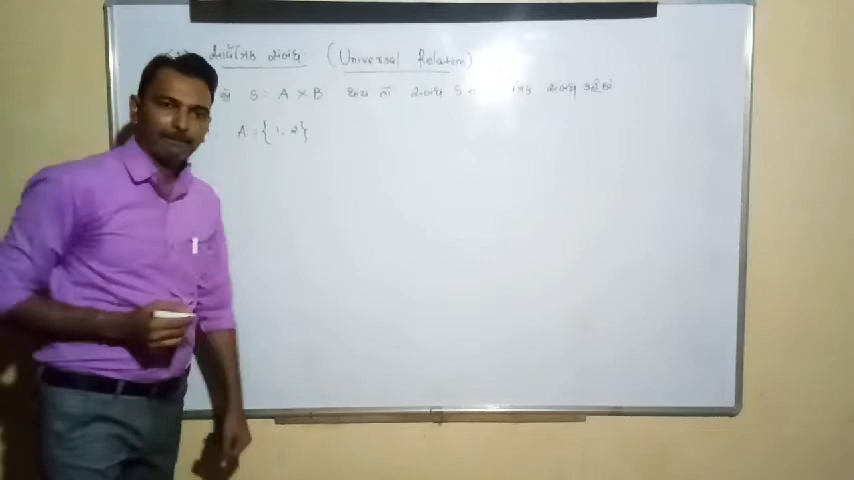 સાર્વત્રિક સંબંધ (Universal Relation)
જો S = A × B થાય તો સંબંધ S ને સંબંધ કહેવાય
A = {1, 2}